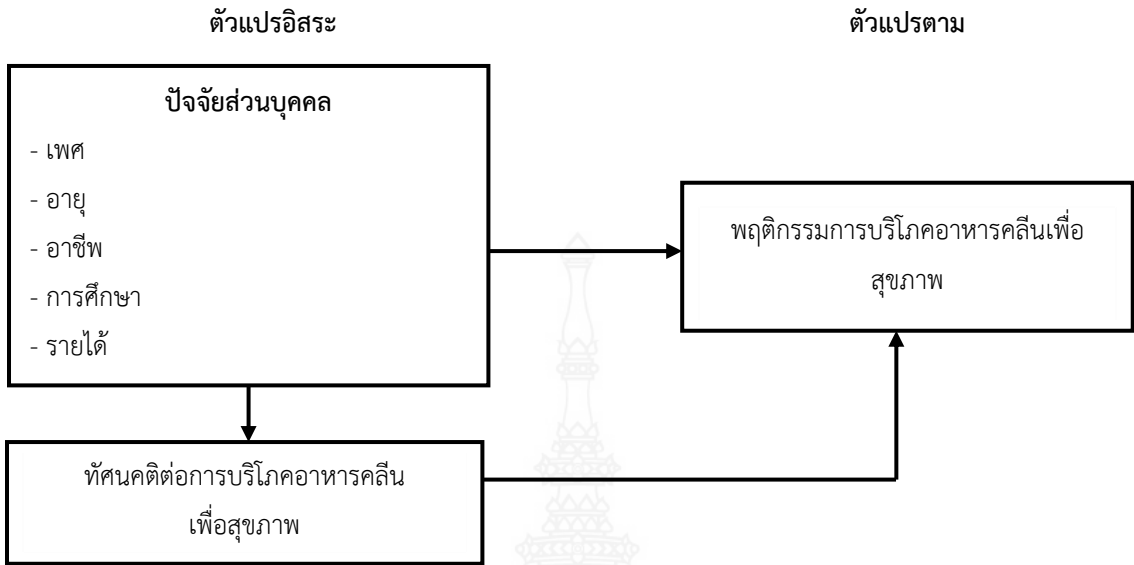 ตัวแปรอิสระ
ตัวแปรตาม
ปัจจัยส่วนบุคคล
- เพศ
- อายุ
- อาชีพ
- การศึกษา
- รายได้
พฤติกรรมการบริโภคอาหารคลีนเพื่อ
สุขภาพ
ทัศนคติต่อการบริโภคอาหารคลีน
เพื่อสุขภาพ